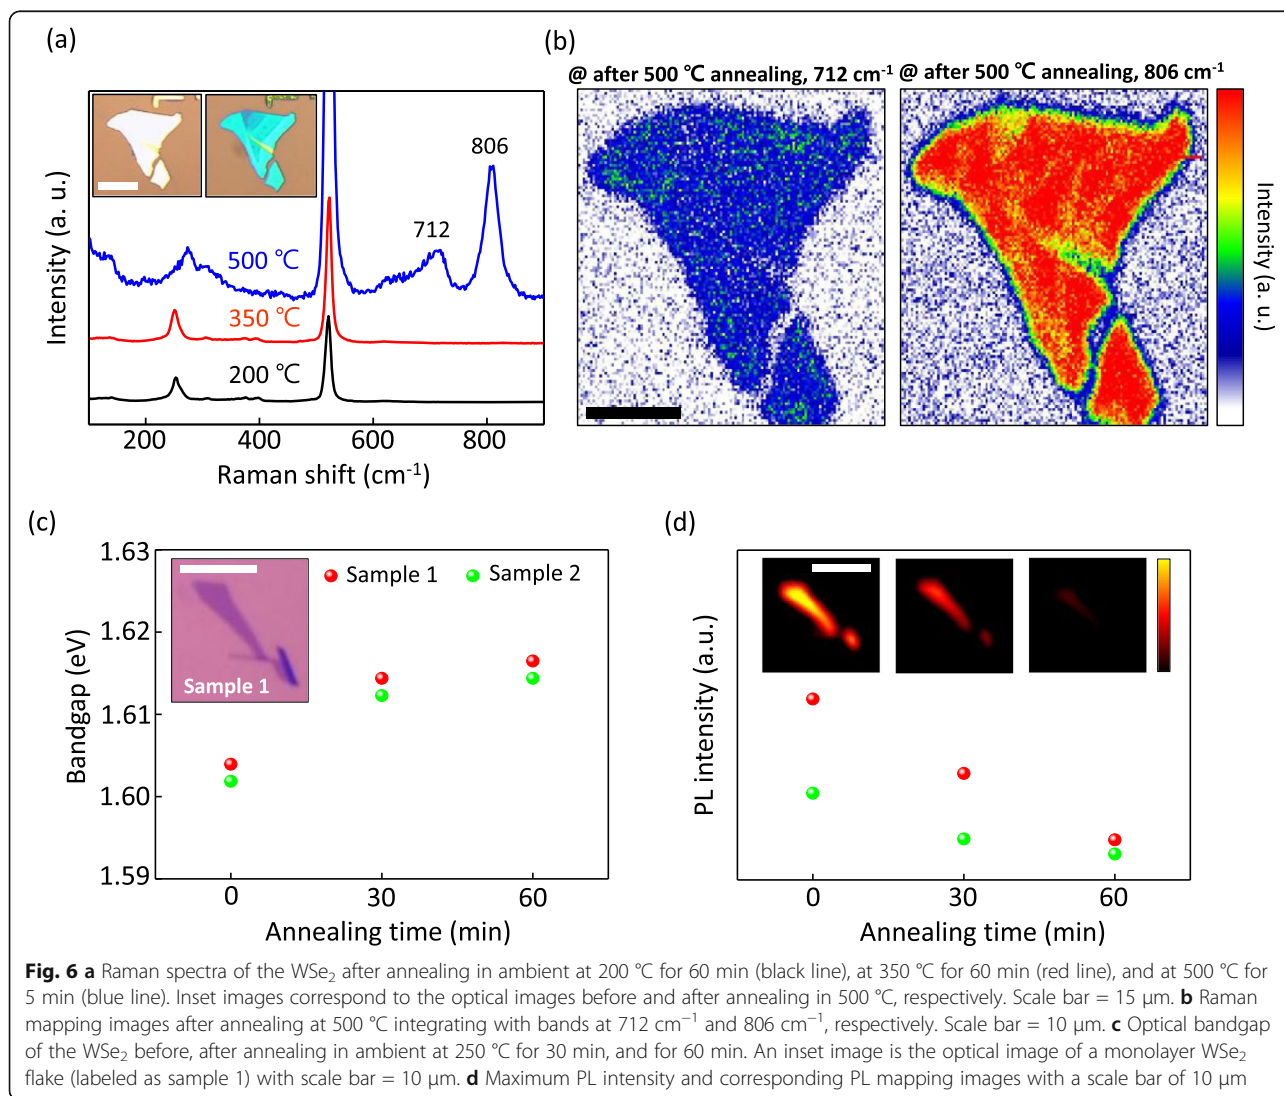 (a)
(b)
@ after 500 ℃ annealing, 712 cm⁻¹
@ after 500 ℃ annealing, 806 cm⁻¹
806
712
500 ℃
350 ℃
200 ℃
Intensity (a. u.)
200 400 600 800
Raman shift (cm⁻¹)
Intensity (a. u.)
(c)
(d)
1.63
1.62
1.61
1.60
1.59
Bandgap (eV)
Sample 1
Sample 2
Sample 1
0 30 60
Annealing time (min)
PL intensity (a.u.)
0 30 60
Annealing time (min)
Fig. 6 a Raman spectra of the WSe₂ after annealing in ambient at 200 °C for 60 min (black line), at 350 °C for 60 min (red line), and at 500 °C for
5 min (blue line). Inset images correspond to the optical images before and after annealing in 500 °C, respectively. Scale bar = 15 μm. b Raman
mapping images after annealing at 500 °C integrating with bands at 712 cm⁻¹ and 806 cm⁻¹, respectively. Scale bar = 10 μm. c Optical bandgap
of the WSe₂ before, after annealing in ambient at 250 °C for 30 min, and for 60 min. An inset image is the optical image of a monolayer WSe₂
flake (labeled as sample 1) with scale bar = 10 μm. d Maximum PL intensity and corresponding PL mapping images with a scale bar of 10 μm